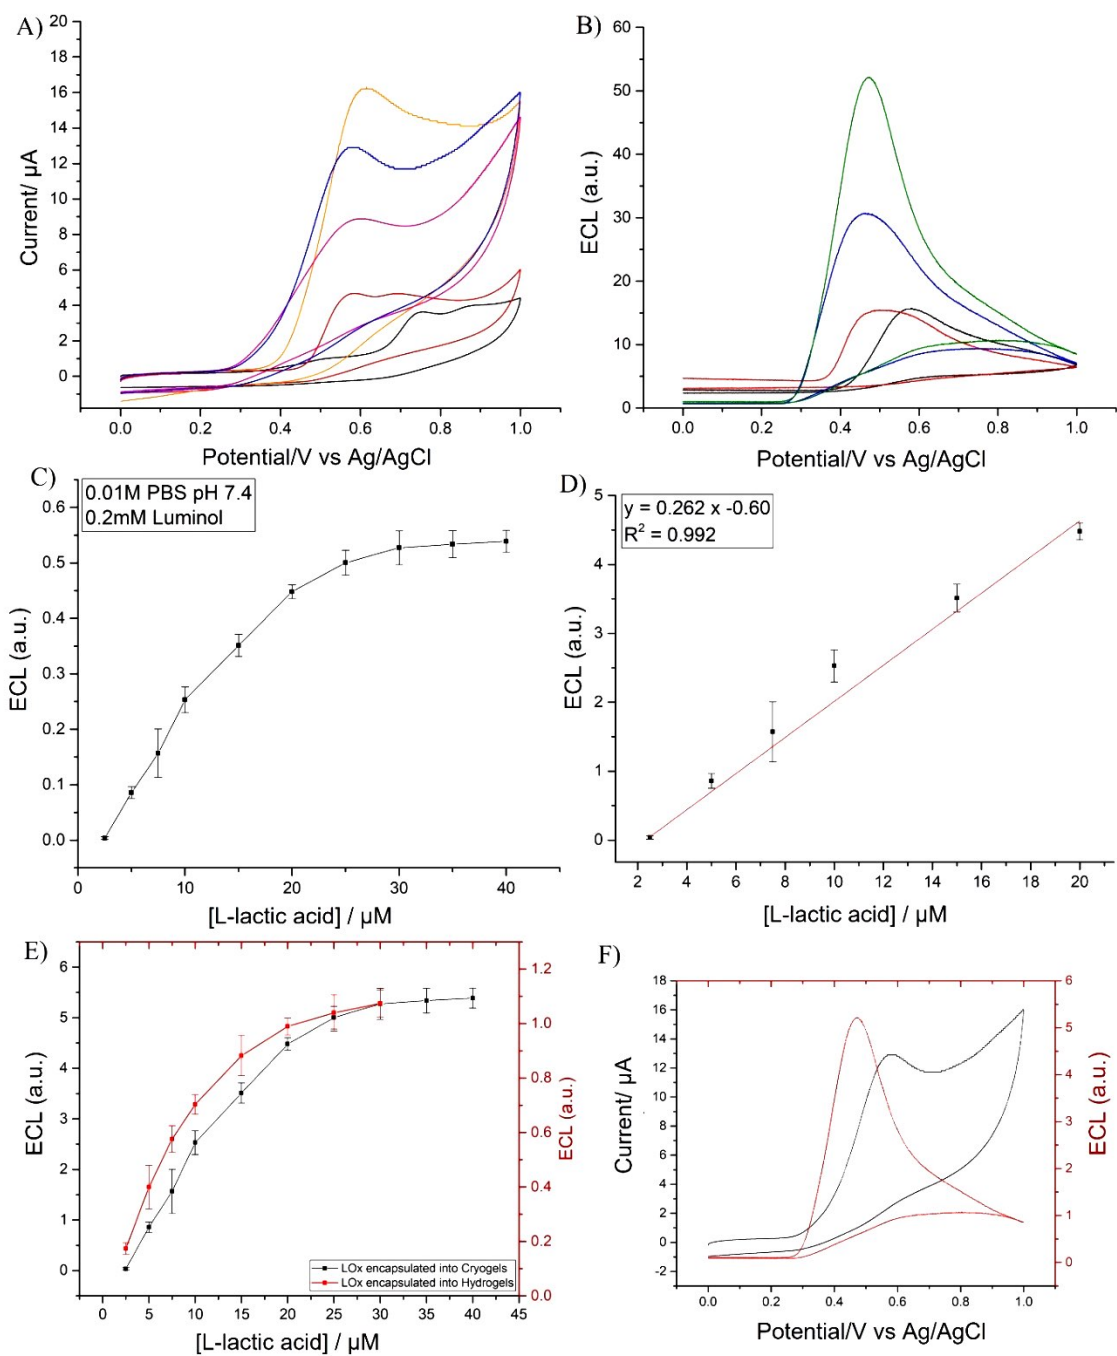 A)
20
18
16
14
12
10
8
6
4
2
0
Current/ µA
0.0 0.2 0.4 0.6 0.8 1.0
Potential/V vs Ag/AgCl
B)
60
50
40
30
20
10
0
ECL (a.u.)
0.0 0.2 0.4 0.6 0.8 1.0
Potential/V vs Ag/AgCl
C)
0.01M PBS pH 7.4
0.2mM Luminol
0.6
0.5
0.4
0.3
0.2
0.1
0.0
ECL (a.u.)
0 10 20 30 40
[L-lactic acid] / µM
D)
y = 0.262 x -0.60
R² = 0.992
5
4
3
2
1
0
ECL (a.u.)
2 4 6 8 10 12 14 16 18 20
[L-lactic acid] / µM
E)
6
5
4
3
2
1
0
ECL (a.u.)
1.2
1.0
0.8
0.6
0.4
0.2
0.0
ECL (a.u.)
LOx encapsulated into Cryogels
LOx encapsulated into Hydrogels
0 5 10 15 20 25 30 35 40 45
[L-lactic acid] / µM
F)
18
16
14
12
10
8
6
4
2
0
-2
Current/ µA
6
5
4
3
2
1
0
ECL (a.u.)
0.0 0.2 0.4 0.6 0.8 1.0
Potential/V vs Ag/AgCl